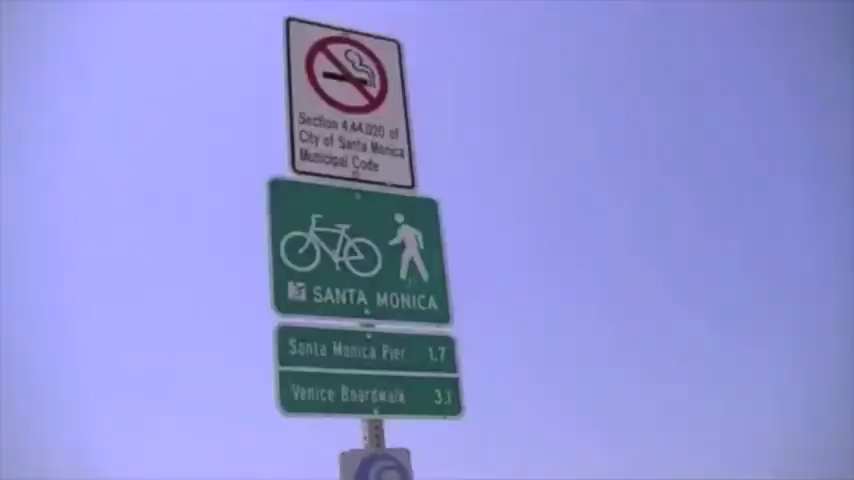 Section 4.44.020 of
City of Santa Monica
Municipal Code
SANTA MONICA
Santa Monica Pier 1.7
Venice Boardwalk 3.1